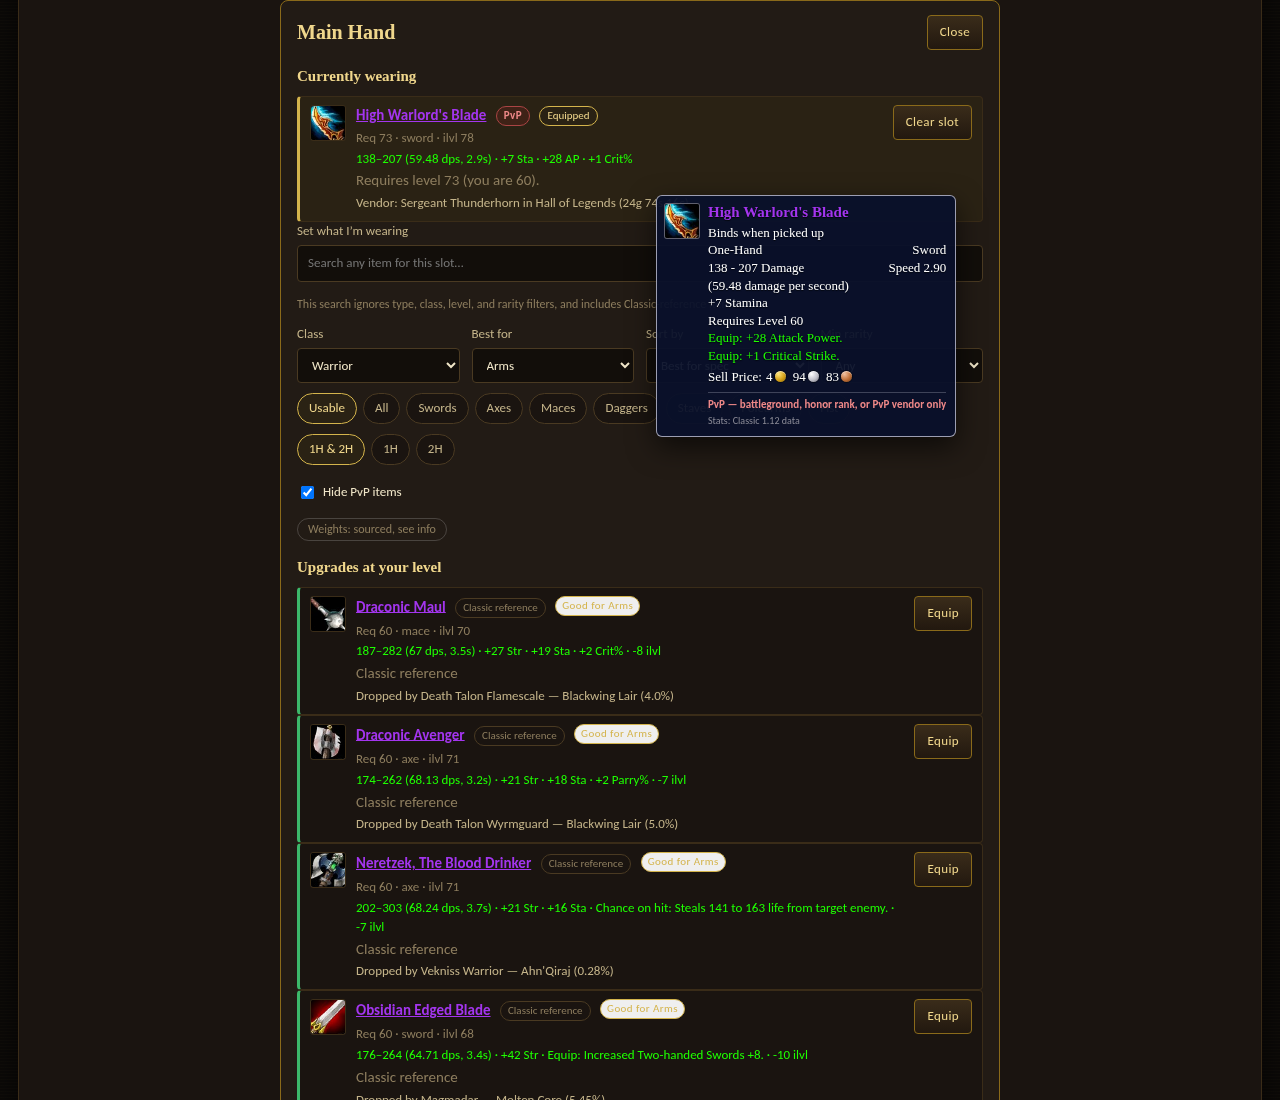 Main Hand
Close
Currently wearing
High Warlord's Blade PvP Equipped
Clear slot
Req 73 · sword · ilvl 78
138–207 (59.48 dps, 2.9s) · +7 Sta · +28 AP · +1 Crit%
Requires level 73 (you are 60).
Vendor: Sergeant Thunderhorn in Hall of Legends (24g 74
High Warlord's Blade
Binds when picked up
One-Hand Sword
138 - 207 Damage Speed 2.90
(59.48 damage per second)
+7 Stamina
Requires Level 60
Equip: +28 Attack Power.
Equip: +1 Critical Strike.
Sell Price: 4 94 83
PvP — battleground, honor rank, or PvP vendor only
Stats: Classic 1.12 data
Set what I'm wearing
Search any item for this slot...
This search ignores type, class, level, and rarity filters, and includes Classic
Class Best for Sort by
Warrior Arms
Usable All Swords Axes Maces Daggers
1H & 2H 1H 2H
Hide PvP items
Weights: sourced, see info
Upgrades at your level
Draconic Maul Classic reference Good for Arms
Equip
Req 60 · mace · ilvl 70
187–282 (67 dps, 3.5s) · +27 Str · +19 Sta · +2 Crit% · -8 ilvl
Classic reference
Dropped by Death Talon Flamescale — Blackwing Lair (4.0%)
Draconic Avenger Classic reference Good for Arms
Equip
Req 60 · axe · ilvl 71
174–262 (68.13 dps, 3.2s) · +21 Str · +18 Sta · +2 Parry% · -7 ilvl
Classic reference
Dropped by Death Talon Wyrmguard — Blackwing Lair (5.0%)
Neretzek, The Blood Drinker Classic reference Good for Arms
Equip
Req 60 · axe · ilvl 71
202–303 (68.24 dps, 3.7s) · +21 Str · +16 Sta · Chance on hit: Steals 141 to 163 life from target enemy. ·
-7 ilvl
Classic reference
Dropped by Vekniss Warrior — Ahn'Qiraj (0.28%)
Obsidian Edged Blade Classic reference Good for Arms
Equip
Req 60 · sword · ilvl 68
176–264 (64.71 dps, 3.4s) · +42 Str · Equip: Increased Two-handed Swords +8. · -10 ilvl
Classic reference
Dropped by Magmadar — Molten Core (5.45%)